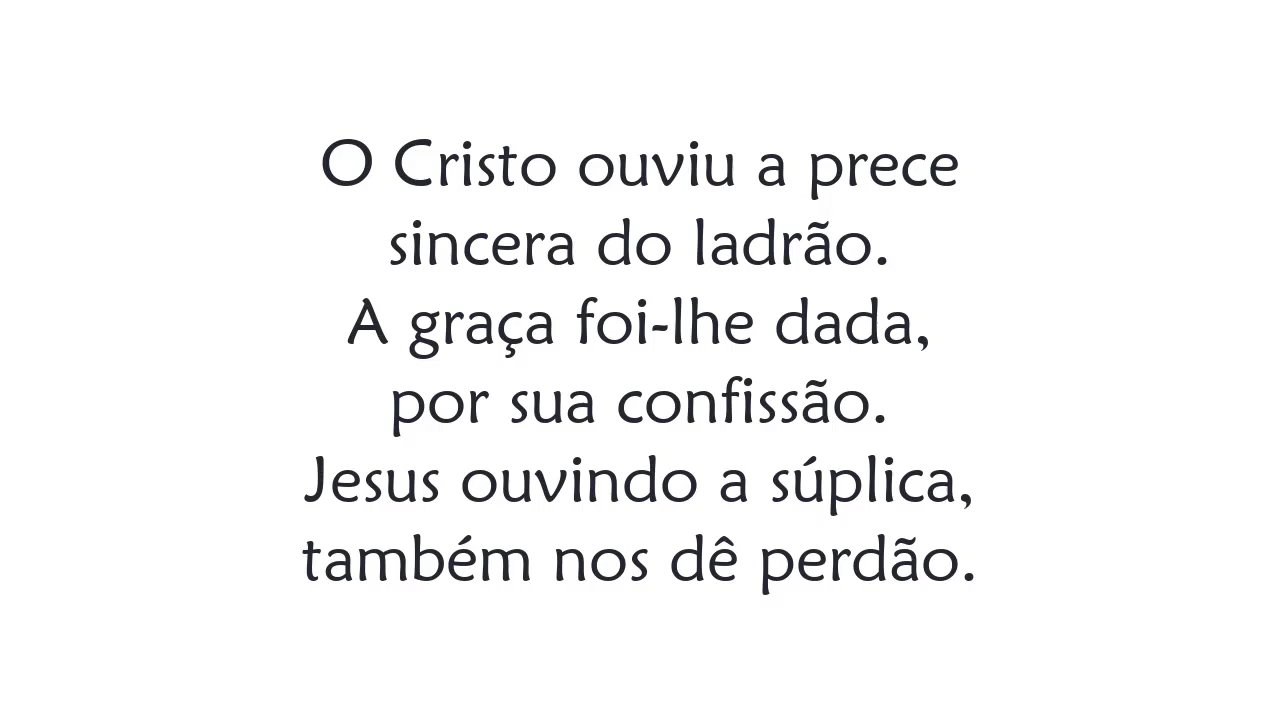 O Cristo ouviu a prece
sincera do ladrão.
A graça foi-lhe dada,
por sua confissão.
Jesus ouvindo a súplica,
também nos dê perdão.